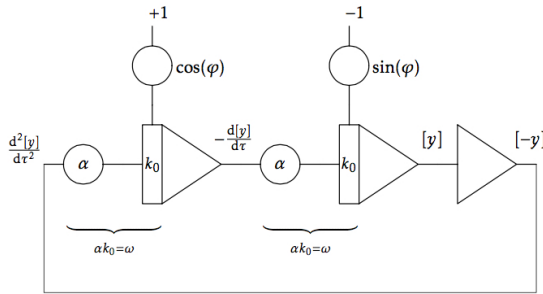 +1
−1
cos(φ)
sin(φ)
d²[y]
dτ²
α
k₀
−d[y]
dτ
α
k₀
[y]
[−y]
αk₀=ω
αk₀=ω